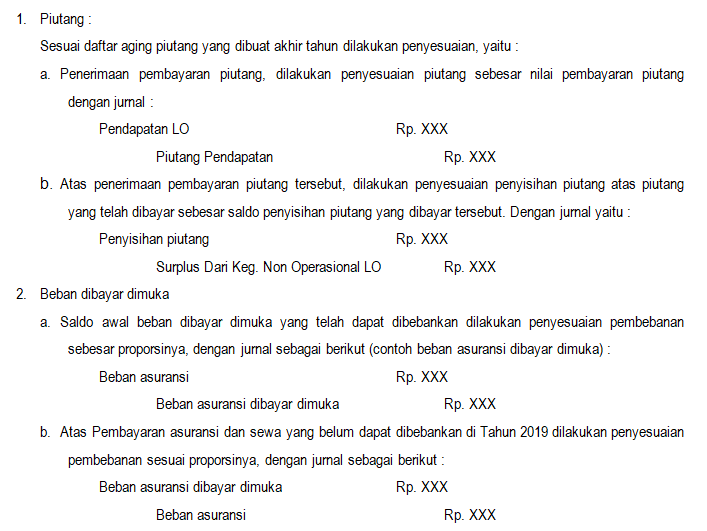 1. Piutang :
Sesuai daftar aging piutang yang dibuat akhir tahun dilakukan penyesuaian, yaitu :
a. Penerimaan pembayaran piutang, dilakukan penyesuaian piutang sebesar nilai pembayaran piutang
dengan jurnal :
Pendapatan LO Rp. XXX
Piutang Pendapatan Rp. XXX
b. Atas penerimaan pembayaran piutang tersebut, dilakukan penyesuaian penyisihan piutang atas piutang
yang telah dibayar sebesar saldo penyisihan piutang yang dibayar tersebut. Dengan jurnal yaitu :
Penyisihan piutang Rp. XXX
Surplus Dari Keg. Non Operasional LO Rp. XXX
2. Beban dibayar dimuka
a. Saldo awal beban dibayar dimuka yang telah dapat dibebankan dilakukan penyesuaian pembebanan
sebesar proporsinya, dengan jurnal sebagai berikut (contoh beban asuransi dibayar dimuka) :
Beban asuransi Rp. XXX
Beban asuransi dibayar dimuka Rp. XXX
b. Atas Pembayaran asuransi dan sewa yang belum dapat dibebankan di Tahun 2019 dilakukan penyesuaian
pembebanan sesuai proporsinya, dengan jurnal sebagai berikut :
Beban asuransi dibayar dimuka Rp. XXX
Beban asuransi Rp. XXX